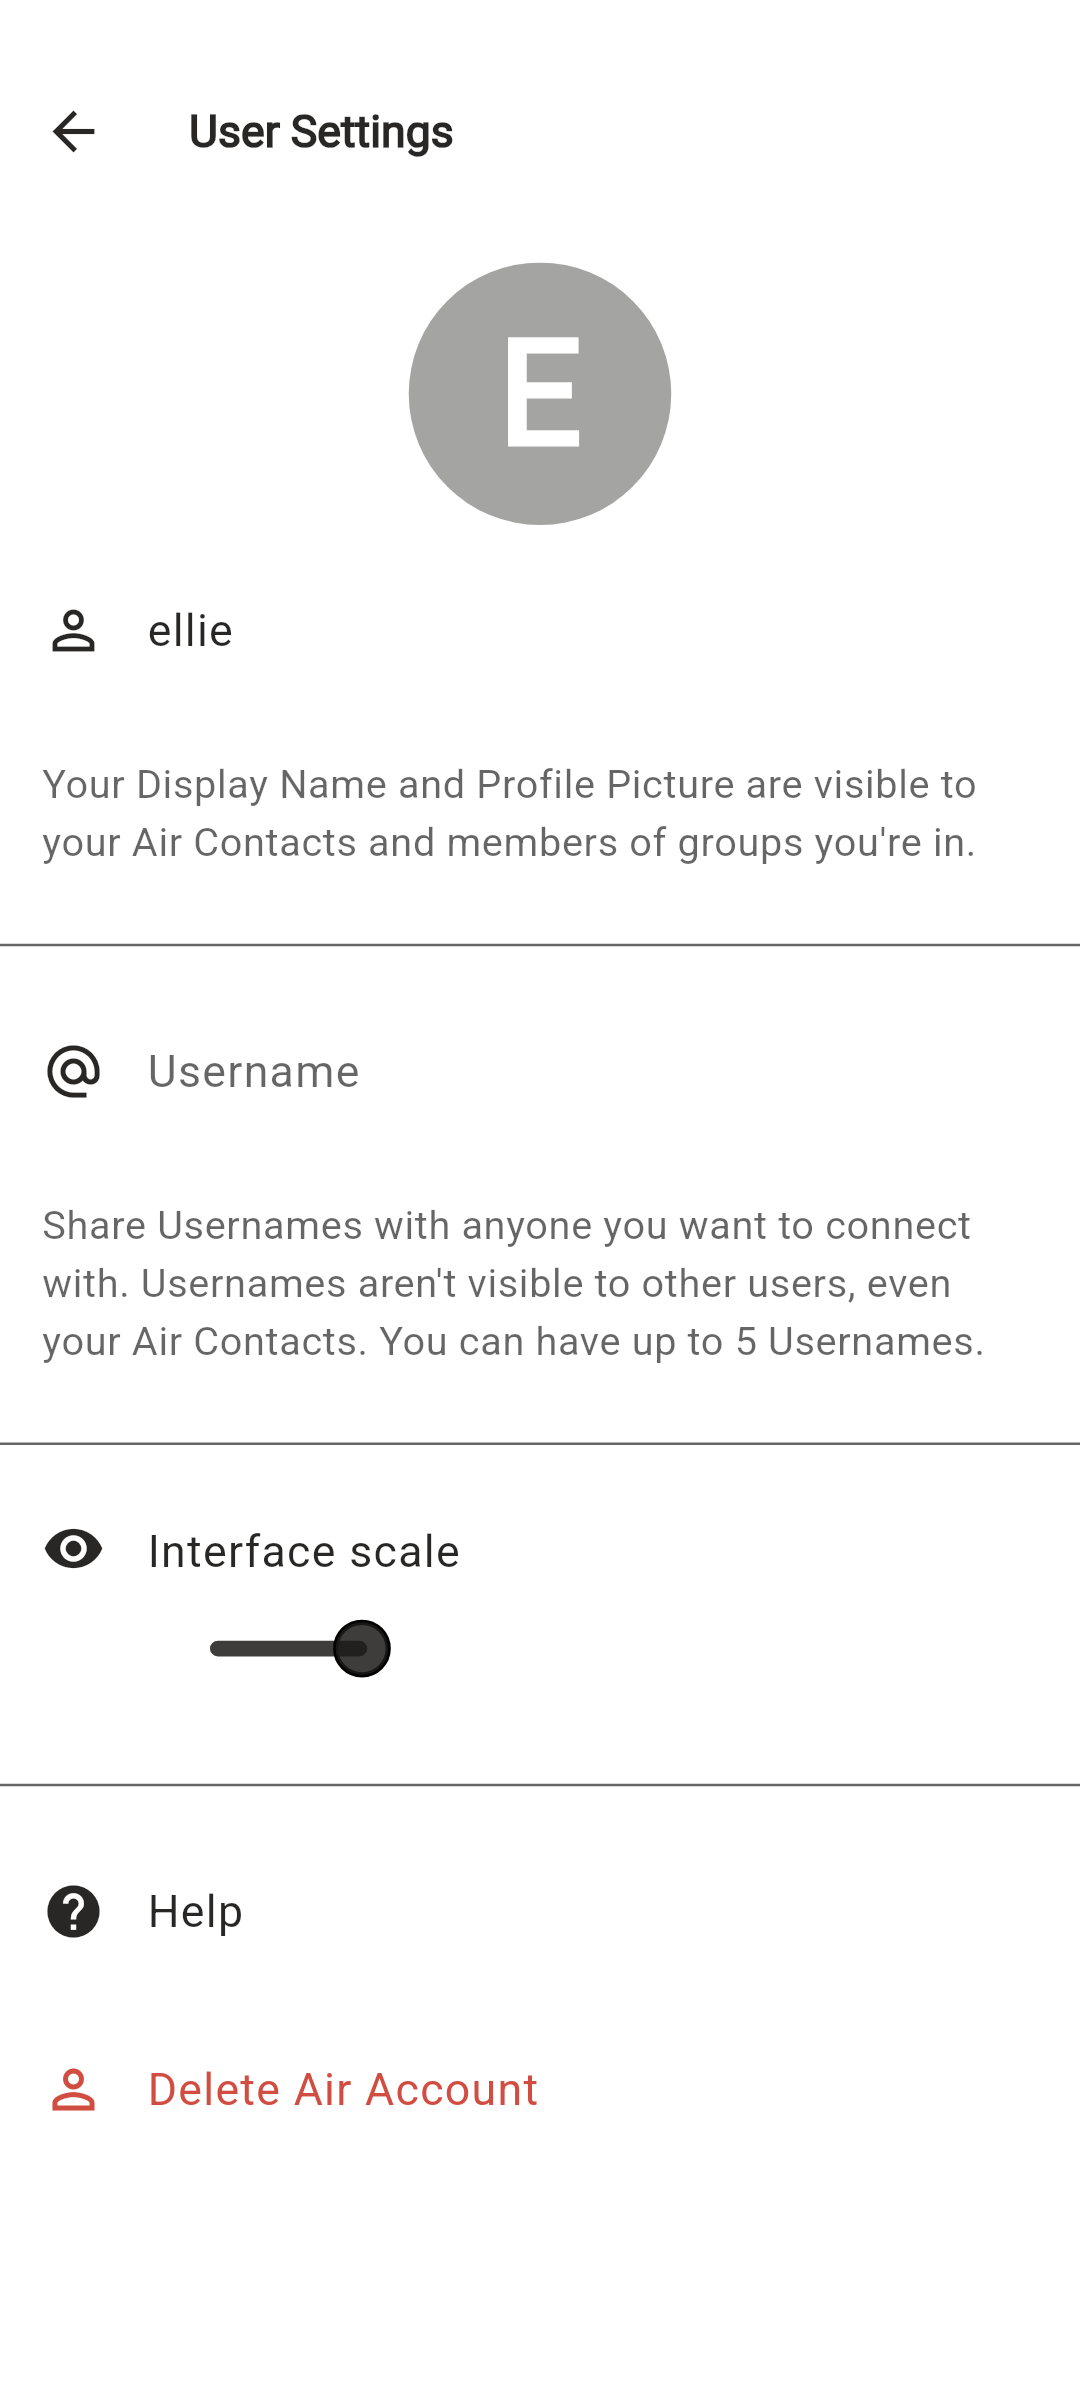 User Settings
E
ellie
Your Display Name and Profile Picture are visible to
your Air Contacts and members of groups you're in.
Username
Share Usernames with anyone you want to connect
with. Usernames aren't visible to other users, even
your Air Contacts. You can have up to 5 Usernames.
Interface scale
Help
Delete Air Account